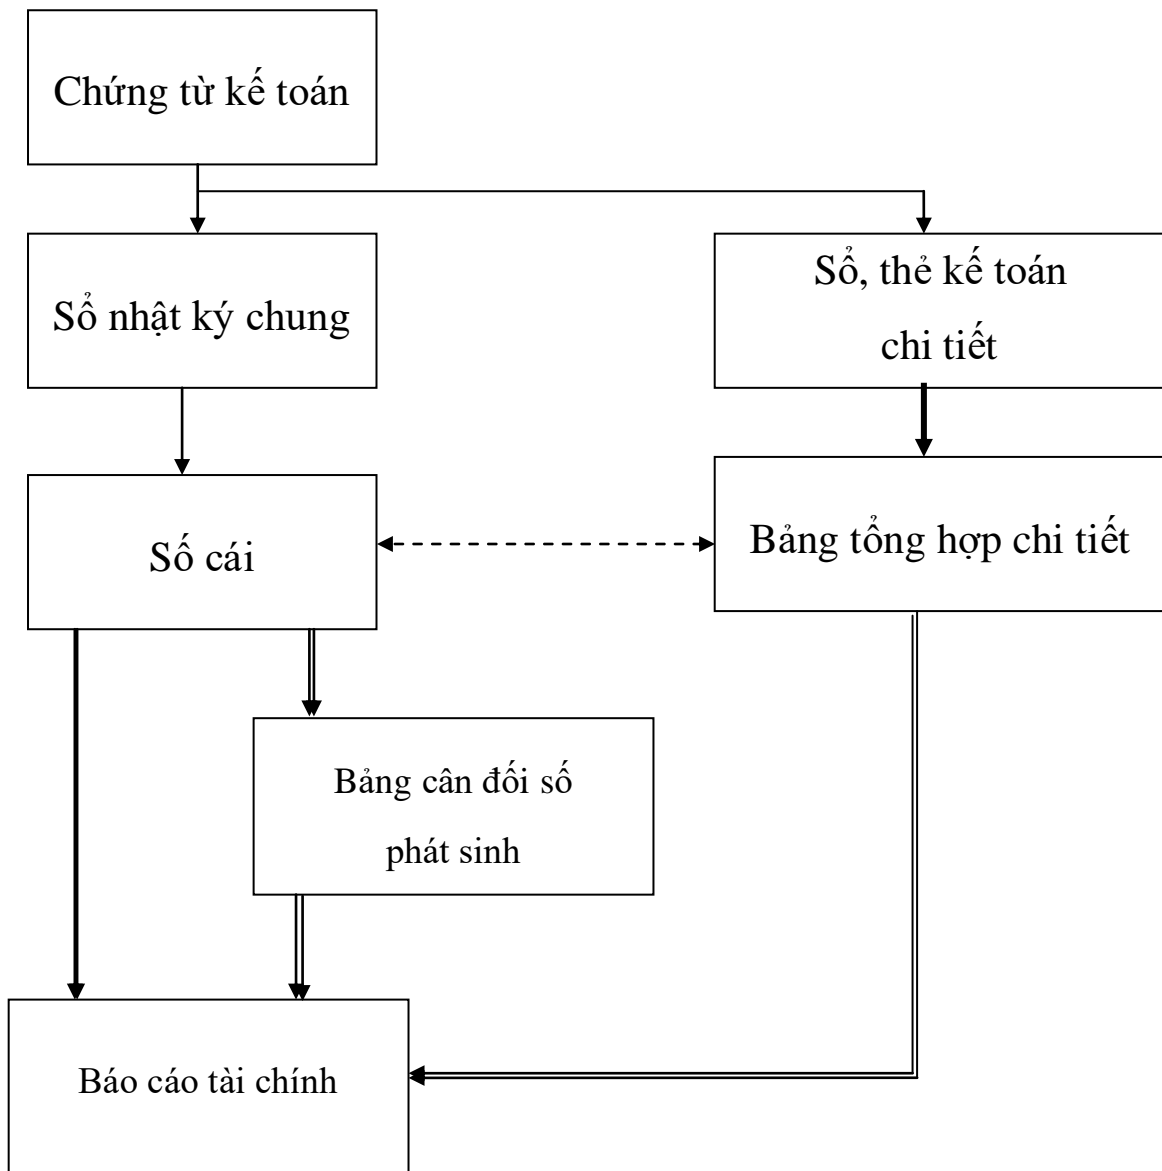 Chứng từ kế toán
Sổ nhật ký chung
Sổ, thẻ kế toán
chi tiết
Số cái
Bảng tổng hợp chi tiết
Bảng cân đối số
phát sinh
Báo cáo tài chính